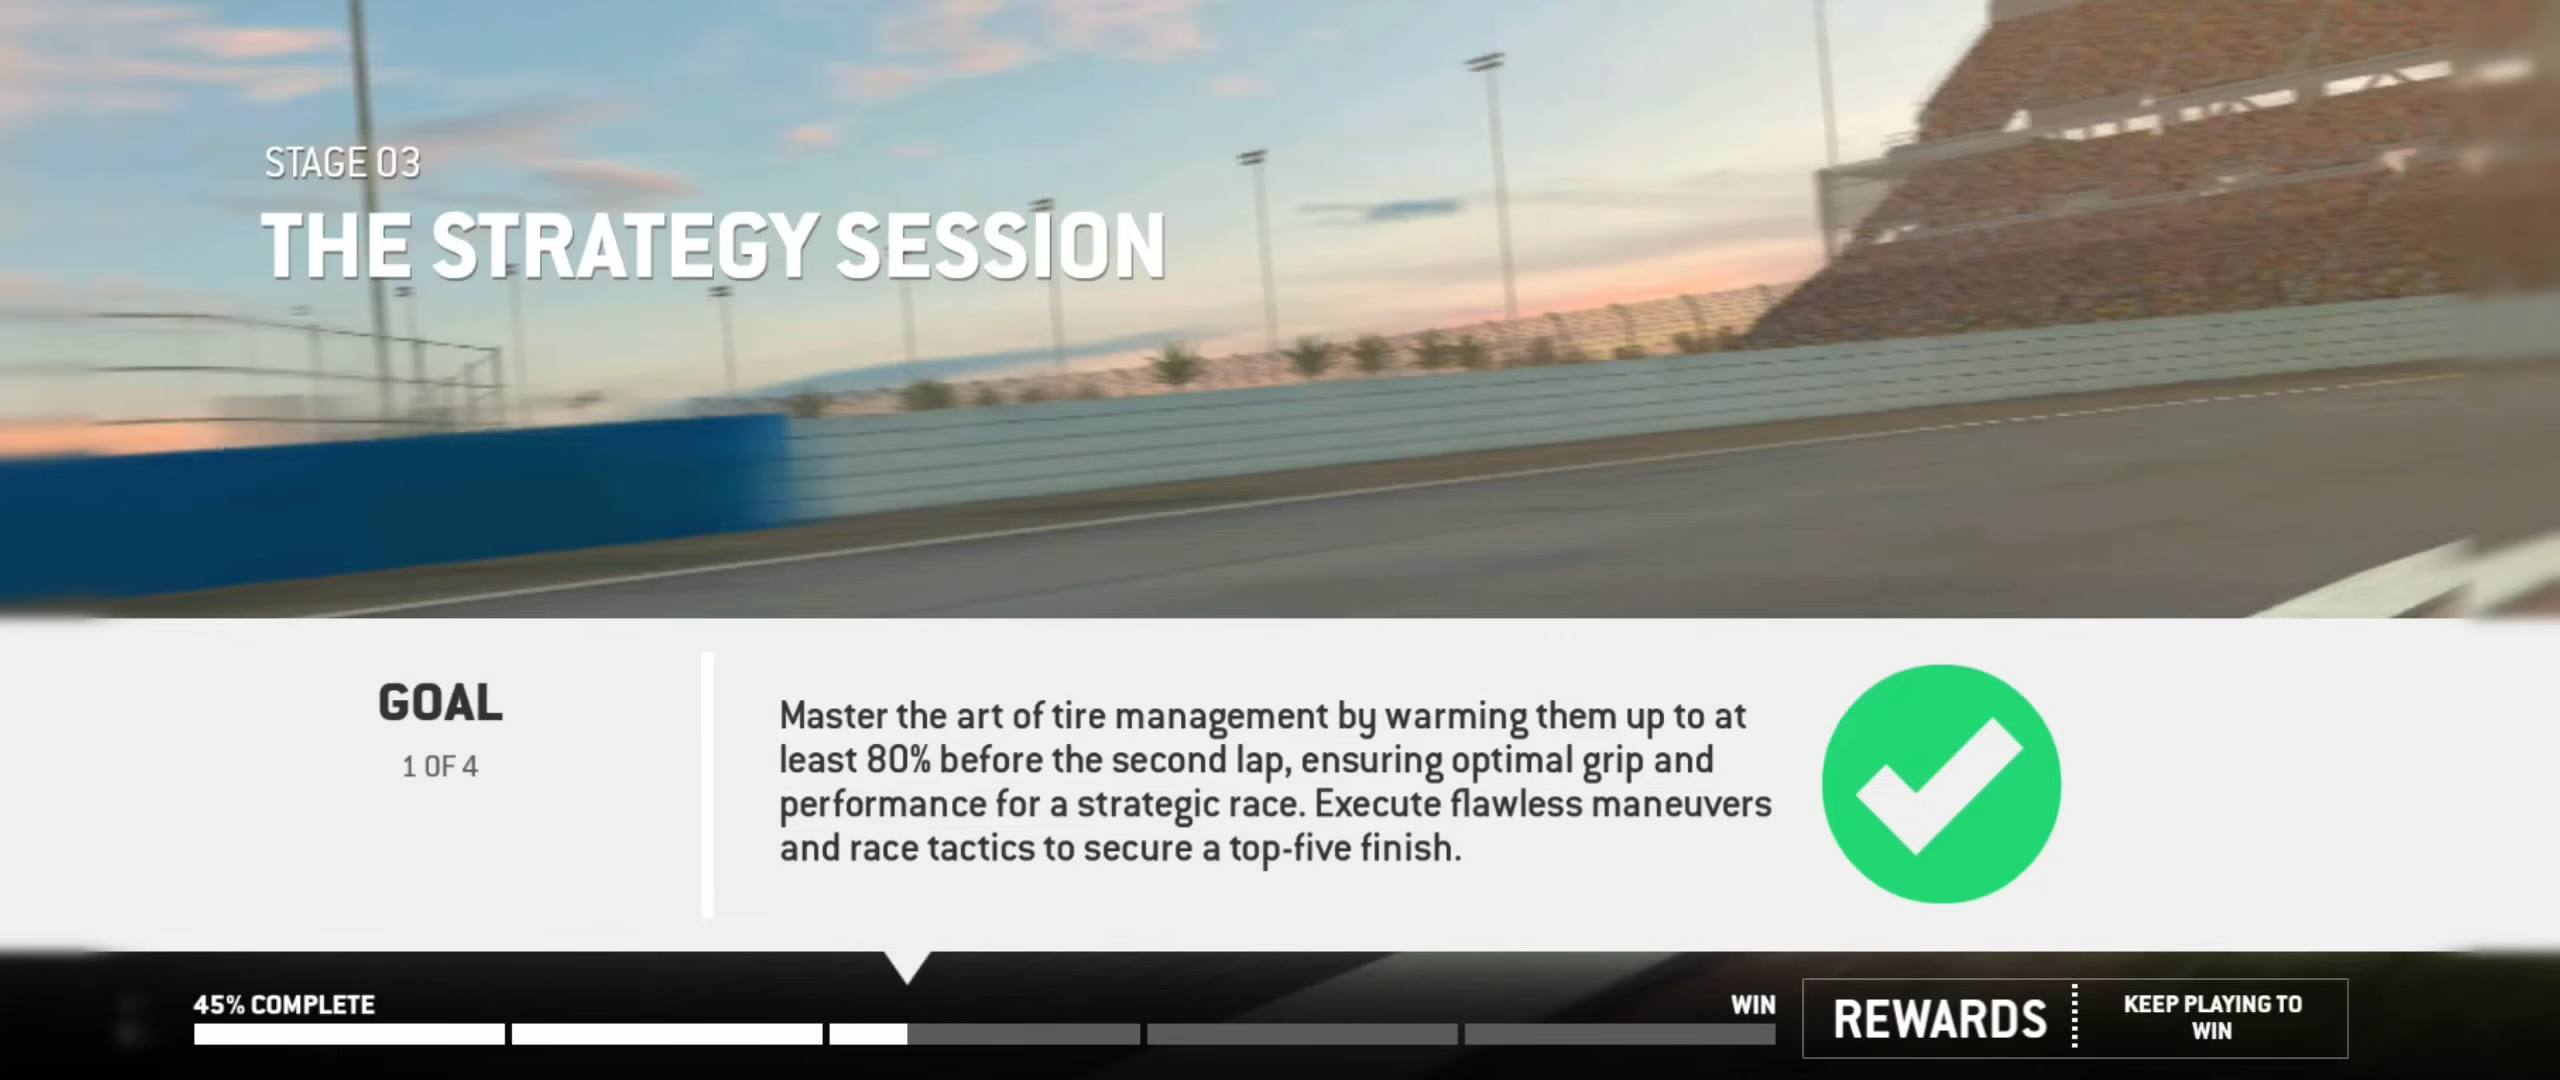 STAGE 03
THE STRATEGY SESSION
GOAL
1 OF 4
Master the art of tire management by warming them up to at
least 80% before the second lap, ensuring optimal grip and
performance for a strategic race. Execute flawless maneuvers
and race tactics to secure a top-five finish.
45% COMPLETE
WIN
REWARDS
KEEP PLAYING TO
WIN